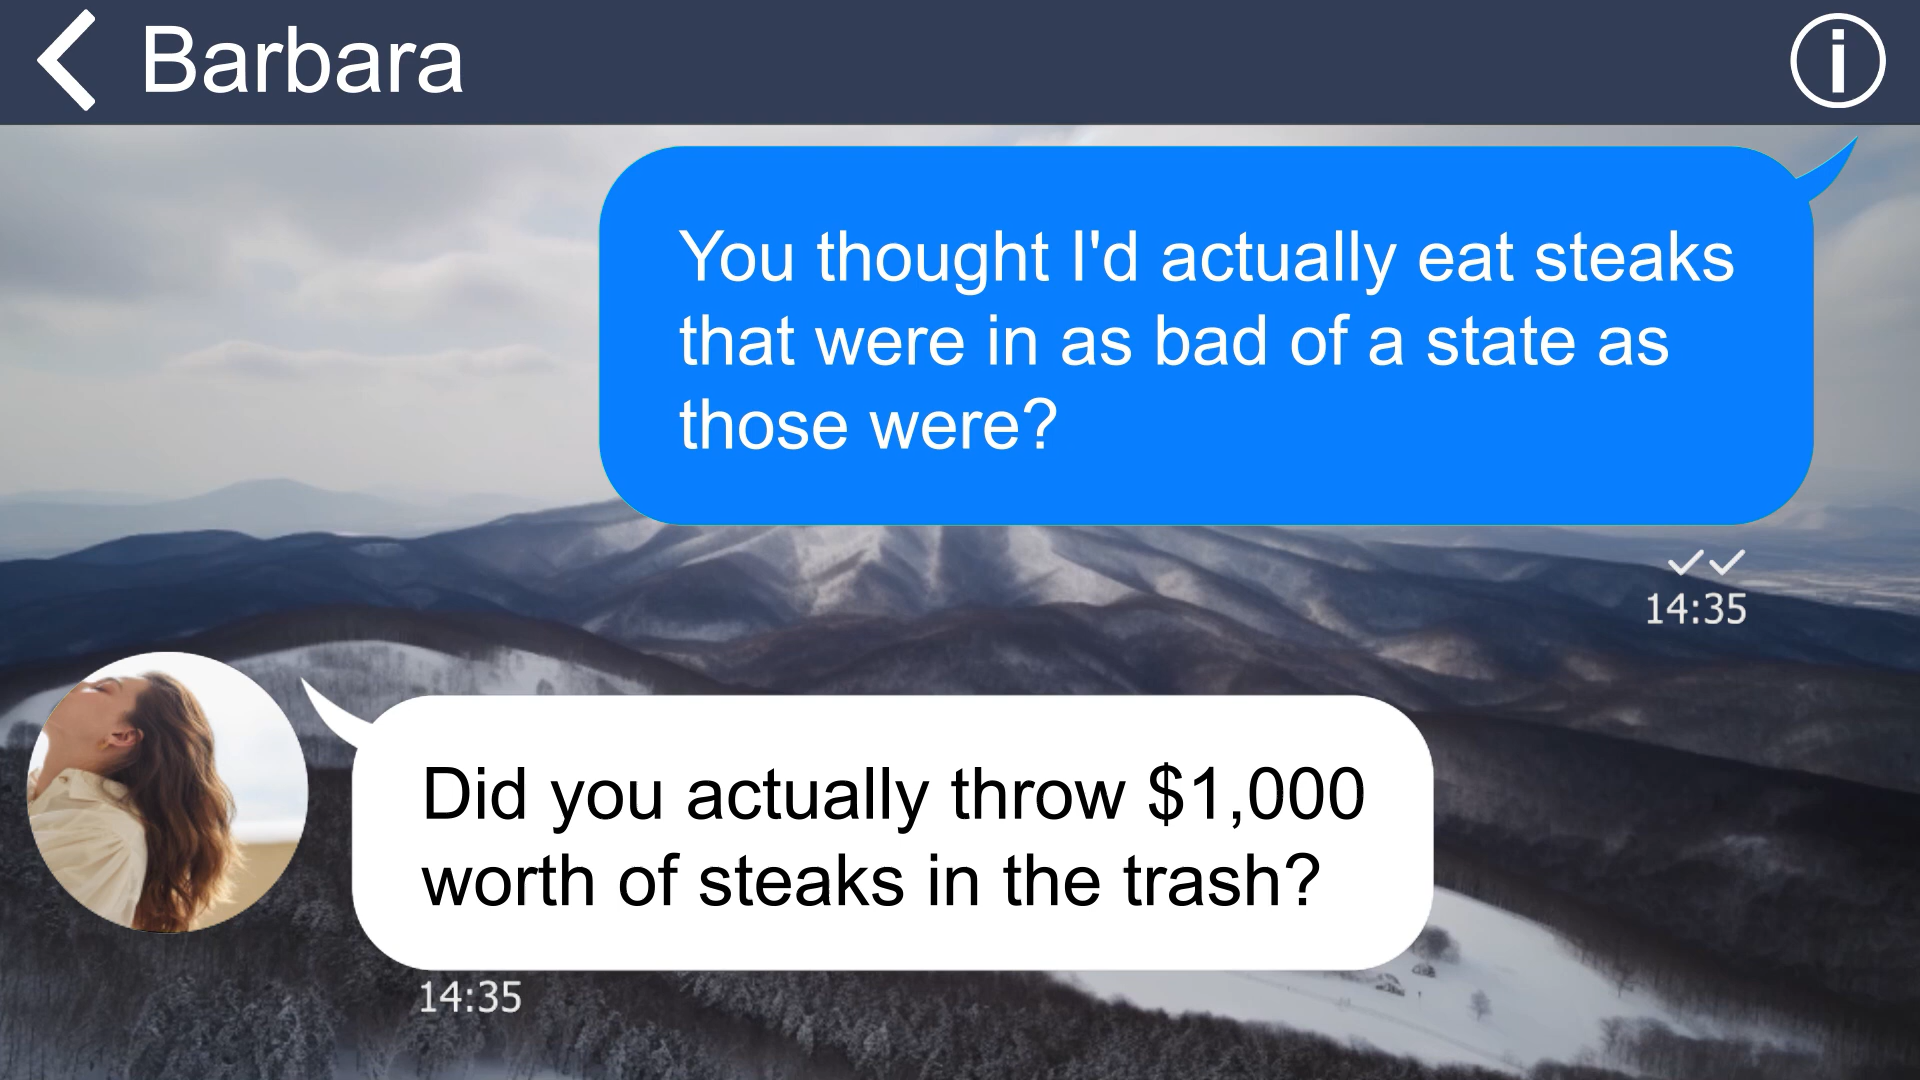 Barbara
You thought I'd actually eat steaks
that were in as bad of a state as
those were?
14:35
Did you actually throw $1,000
worth of steaks in the trash?
14:35